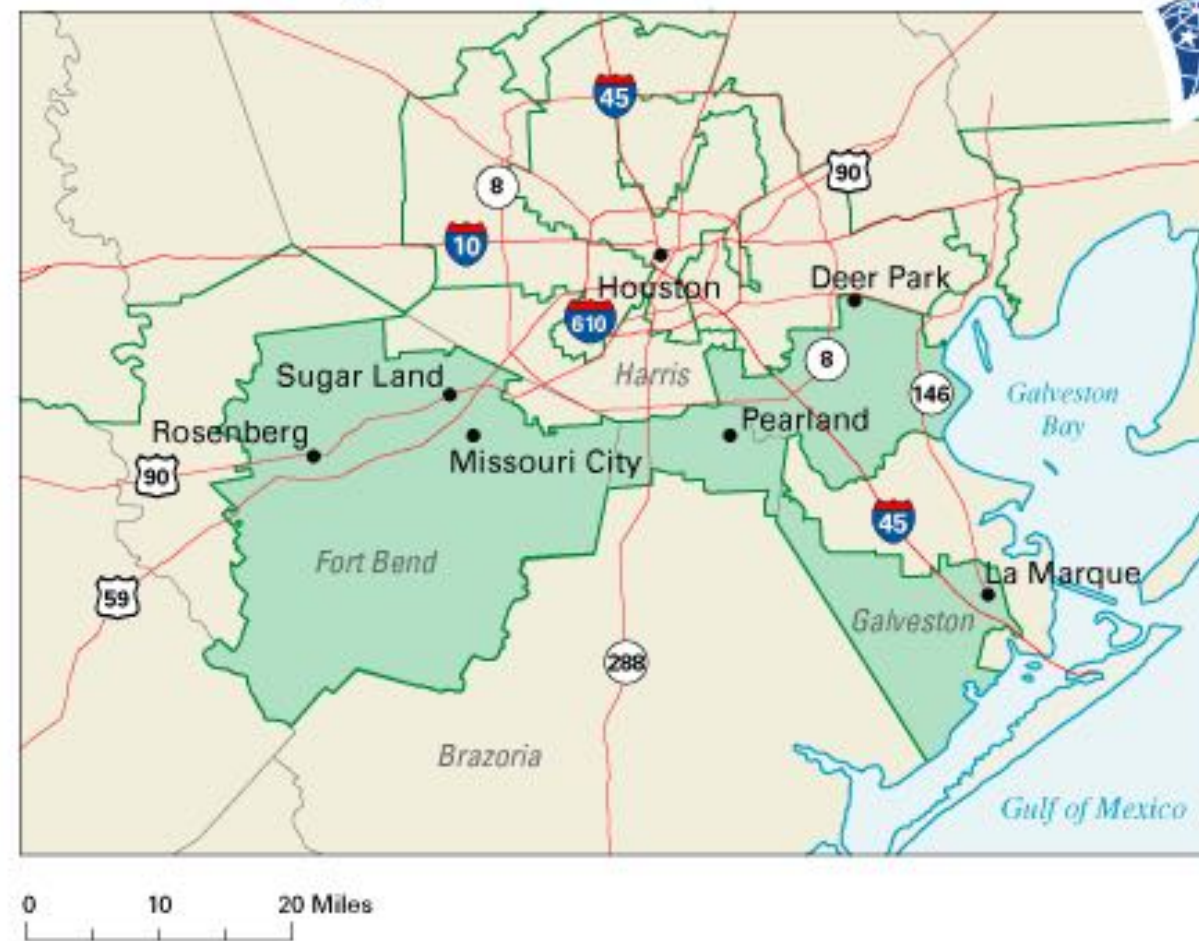 45
90
8
10
Houston
Deer Park
610
8
Harris
Sugar Land
146
Galveston
Bay
Rosenberg
Pearland
90
Missouri City
45
Fort Bend
La Marque
59
Galveston
288
Brazoria
Gulf of Mexico
0 10 20 Miles